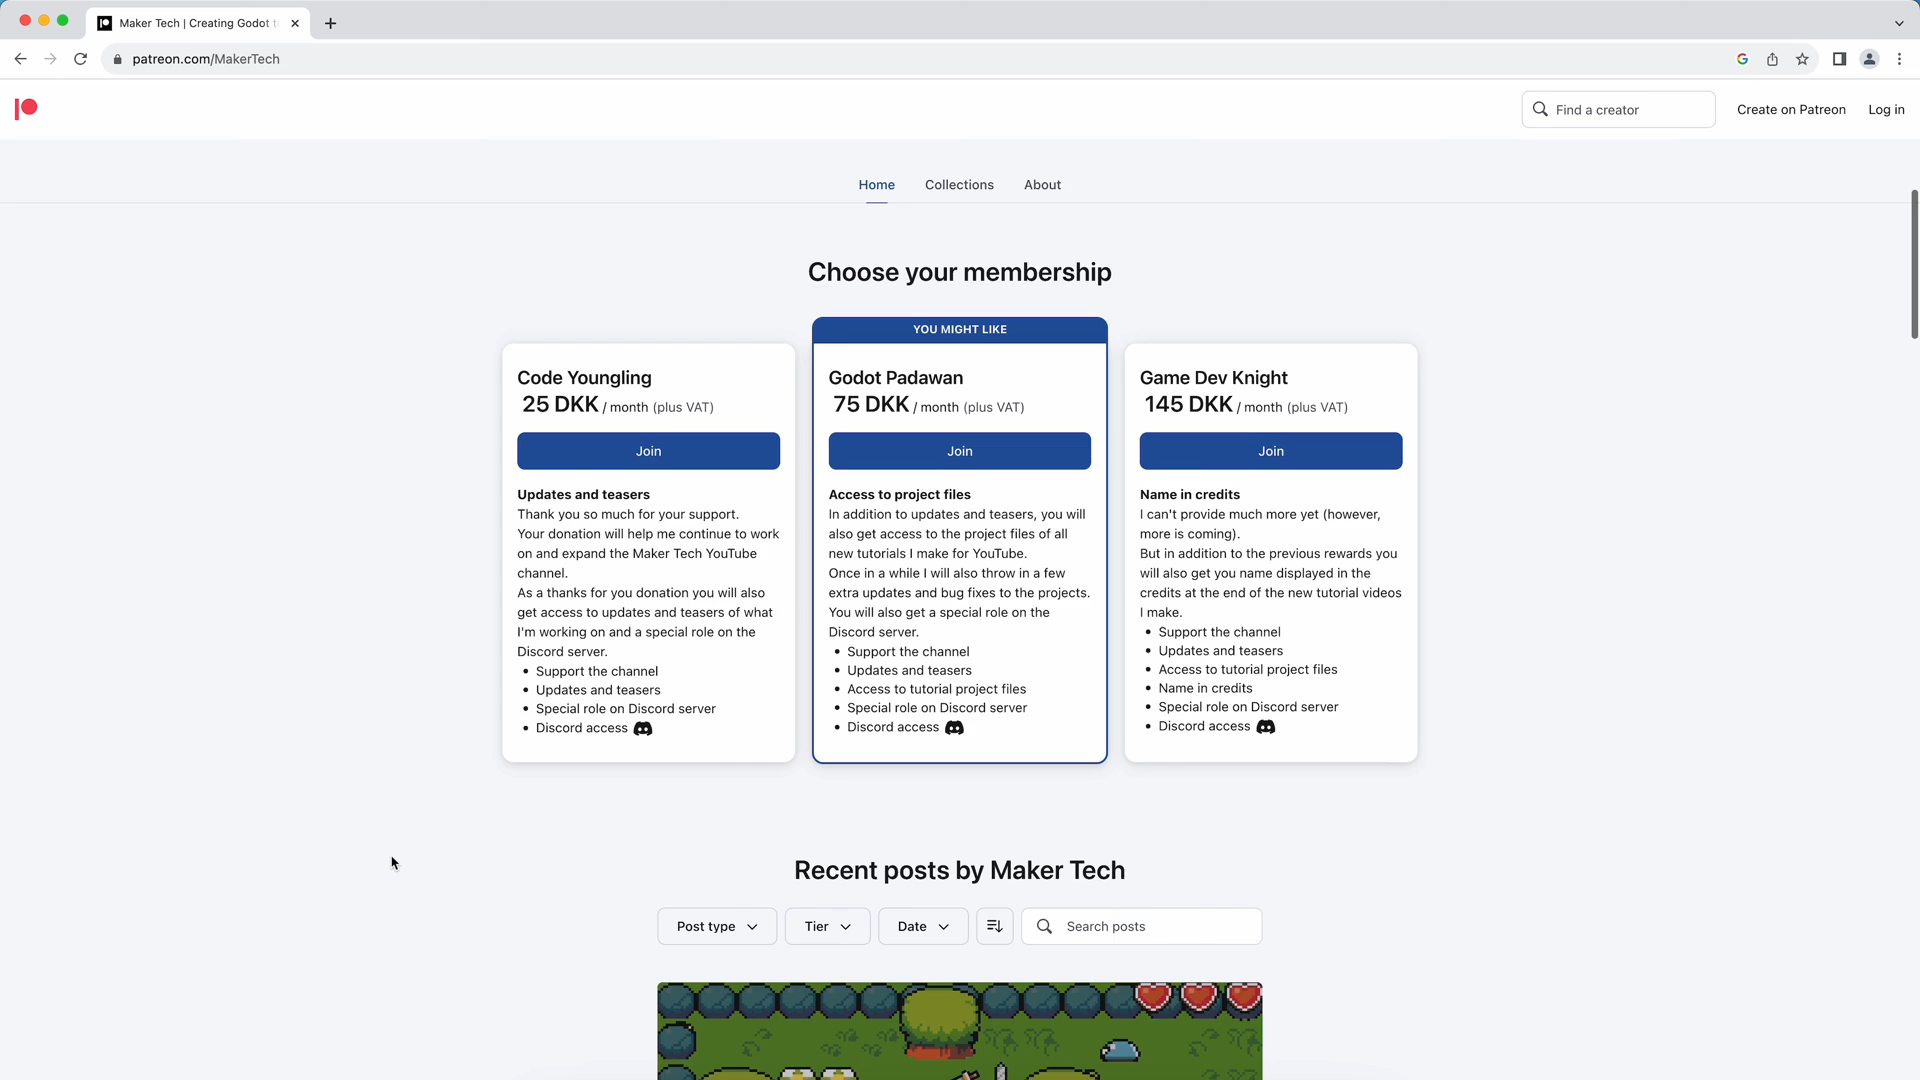 Maker Tech | Creating Godot t
patreon.com/MakerTech
Find a creator
Create on Patreon
Log in
Home
Collections
About
Choose your membership
YOU MIGHT LIKE
Code Youngling
25 DKK / month (plus VAT)
Join
Updates and teasers
Thank you so much for your support.
Your donation will help me continue to work
on and expand the Maker Tech YouTube
channel.
As a thanks for you donation you will also
get access to updates and teasers of what
I'm working on and a special role on the
Discord server.
• Support the channel
• Updates and teasers
• Special role on Discord server
• Discord access
Godot Padawan
75 DKK / month (plus VAT)
Join
Access to project files
In addition to updates and teasers, you will
also get access to the project files of all
new tutorials I make for YouTube.
Once in a while I will also throw in a few
extra updates and bug fixes to the projects.
You will also get a special role on the
Discord server.
• Support the channel
• Updates and teasers
• Access to tutorial project files
• Special role on Discord server
• Discord access
Game Dev Knight
145 DKK / month (plus VAT)
Join
Name in credits
I can't provide much more yet (however,
more is coming).
But in addition to the previous rewards you
will also get you name displayed in the
credits at the end of the new tutorial videos
I make.
• Support the channel
• Updates and teasers
• Access to tutorial project files
• Name in credits
• Special role on Discord server
• Discord access
Recent posts by Maker Tech
Post type
Tier
Date
Search posts